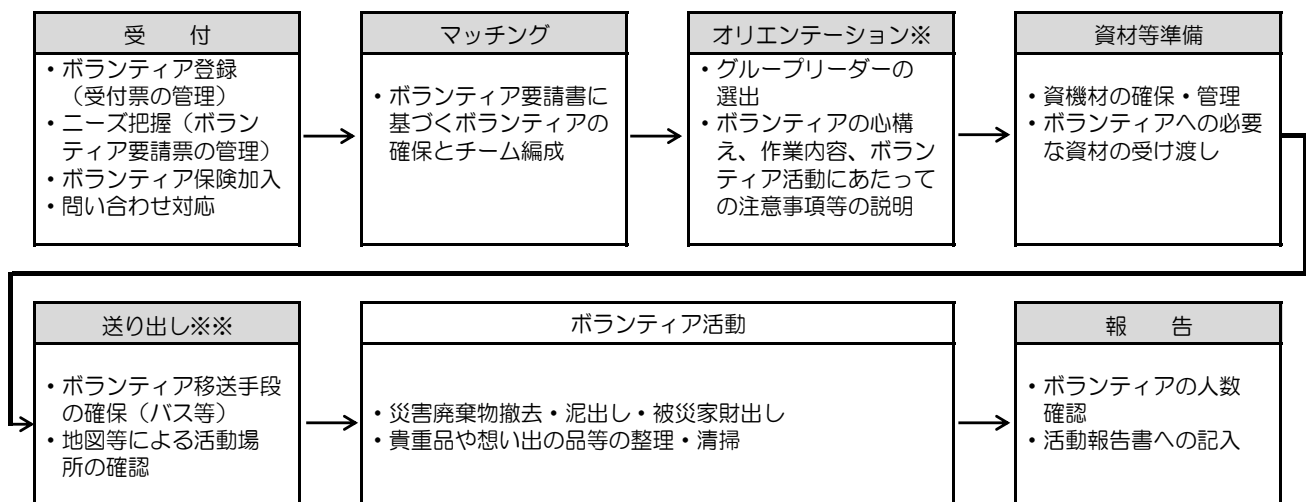 受　付
・ボランティア登録
（受付票の管理）
・ニーズ把握（ボラン
ティア要請票の管理）
・ボランティア保険加入
・問い合わせ対応
マッチング
・ボランティア要請書に
基づくボランティアの
確保とチーム編成
オリエンテーション※
・グループリーダーの
選出
・ボランティアの心構
え、作業内容、ボラン
ティア活動にあたって
の注意事項等の説明
資材等準備
・資機材の確保・管理
・ボランティアへの必要
な資材の受け渡し
送り出し※※
・ボランティア移送手段
の確保（バス等）
・地図等による活動場
所の確認
ボランティア活動
・災害廃棄物撤去・泥出し・被災家財出し
・貴重品や想い出の品等の整理・清掃
報　告
・ボランティアの人数
確認
・活動報告書への記入